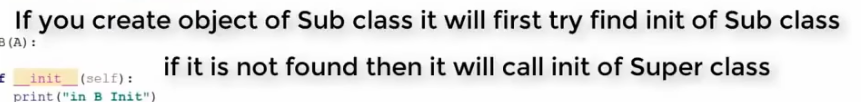 If you create object of Sub class it will first try find init of Sub class
B(A):
if it is not found then it will call init of Super class
__init__(self):
print("in B Init")